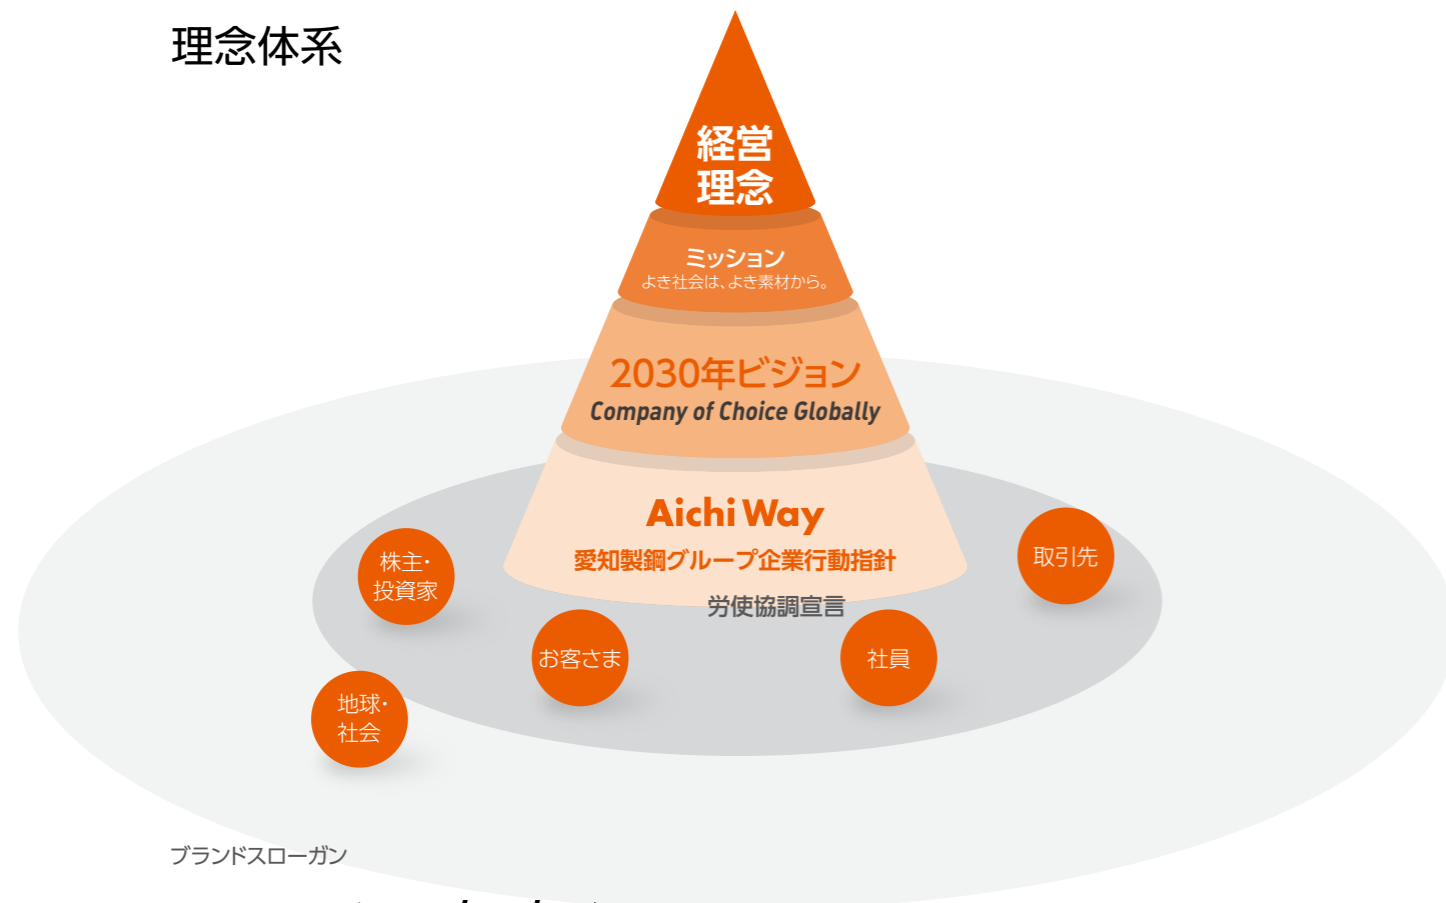 理念体系
経営
理念
ミッション
よき社会は、よき素材から。
2030年ビジョン
Company of Choice Globally
Aichi Way
愛知製鋼グループ企業行動指針
労使協調宣言
株主・
投資家
お客さま
社員
取引先
地球・
社会
ブランドスローガン